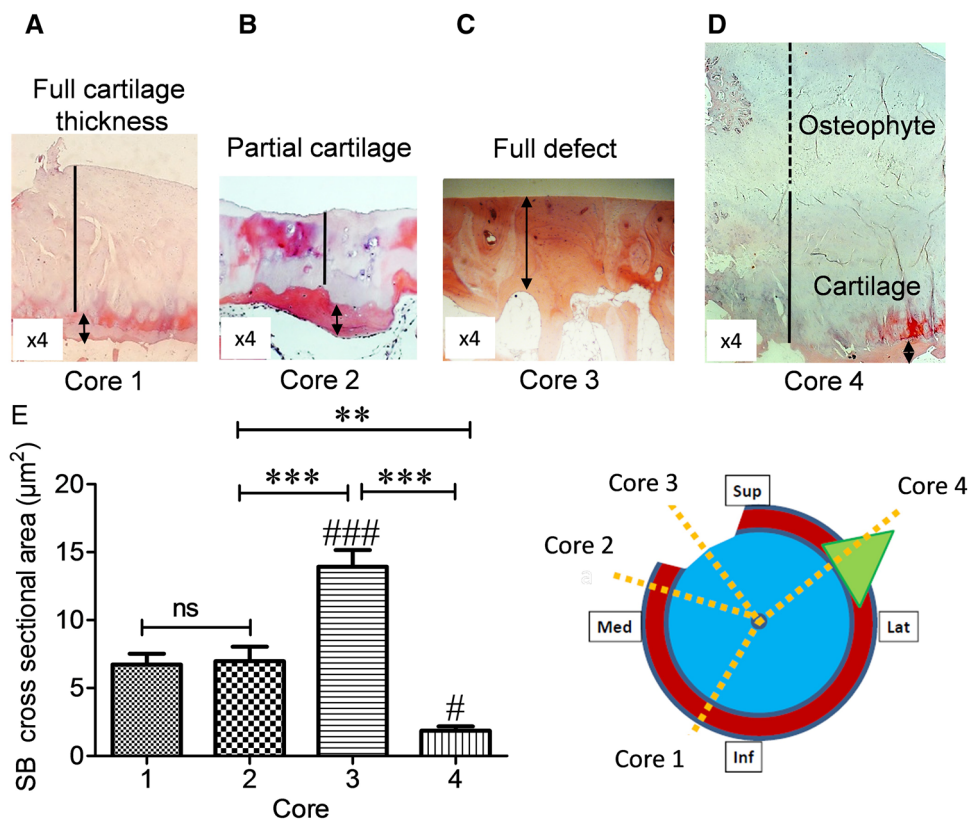 A
B
C
D
Full cartilage
thickness
Partial cartilage
Full defect
Osteophyte
Cartilage
x4
x4
x4
x4
Core 1
Core 2
Core 3
Core 4
E
SB cross sectional area (µm²)
20
15
10
5
0
**
***
***
###
ns
#
1
2
3
4
Core
Core 3
Sup
Core 4
Core 2
Med
Lat
Core 1
Inf